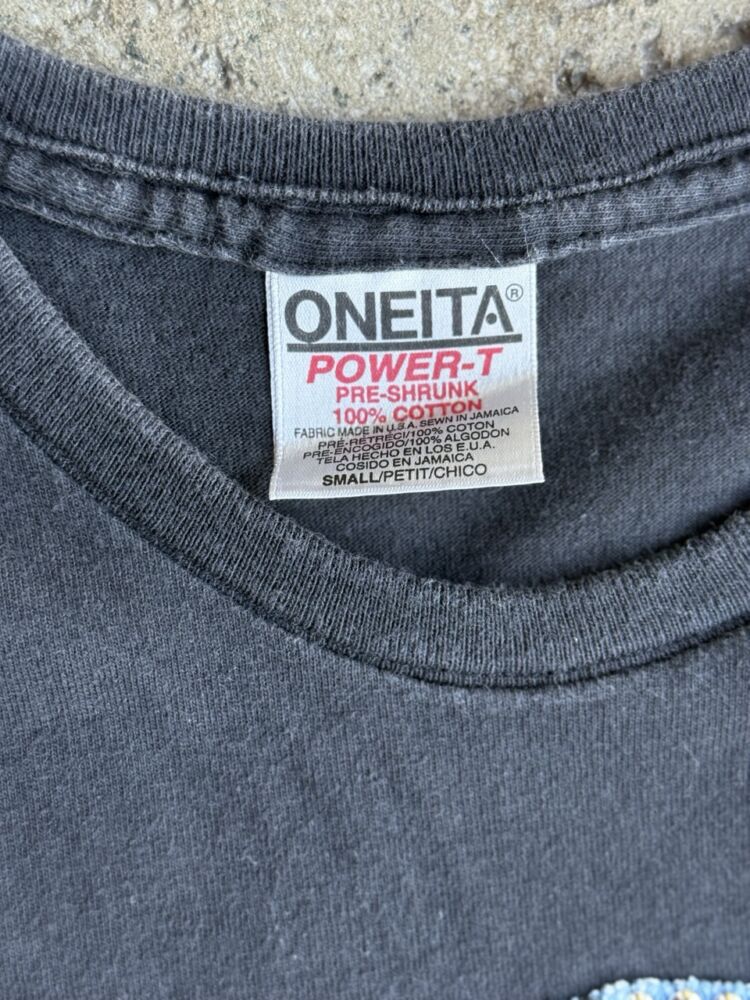 ONEITA®
POWER-T
PRE-SHRUNK
100% COTTON
FABRIC MADE IN U.S.A. SEWN IN JAMAICA
PRÉ-RÉTRÉCI/100% COTON
PRE-ENCOGIDO/100% ALGODON
TELA HECHO EN LOS E.U.A.
COSIDO EN JAMAICA
SMALL/PETIT/CHICO